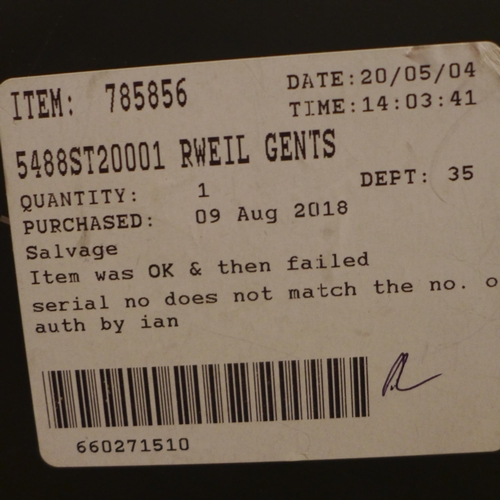 ITEM: 785856 DATE:20/05/04
TIME:14:03:41
5488ST20001 RWEIL GENTS
QUANTITY: 1 DEPT: 35
PURCHASED: 09 Aug 2018
Salvage
Item was OK & then failed
serial no does not match the no. o
auth by ian
660271510